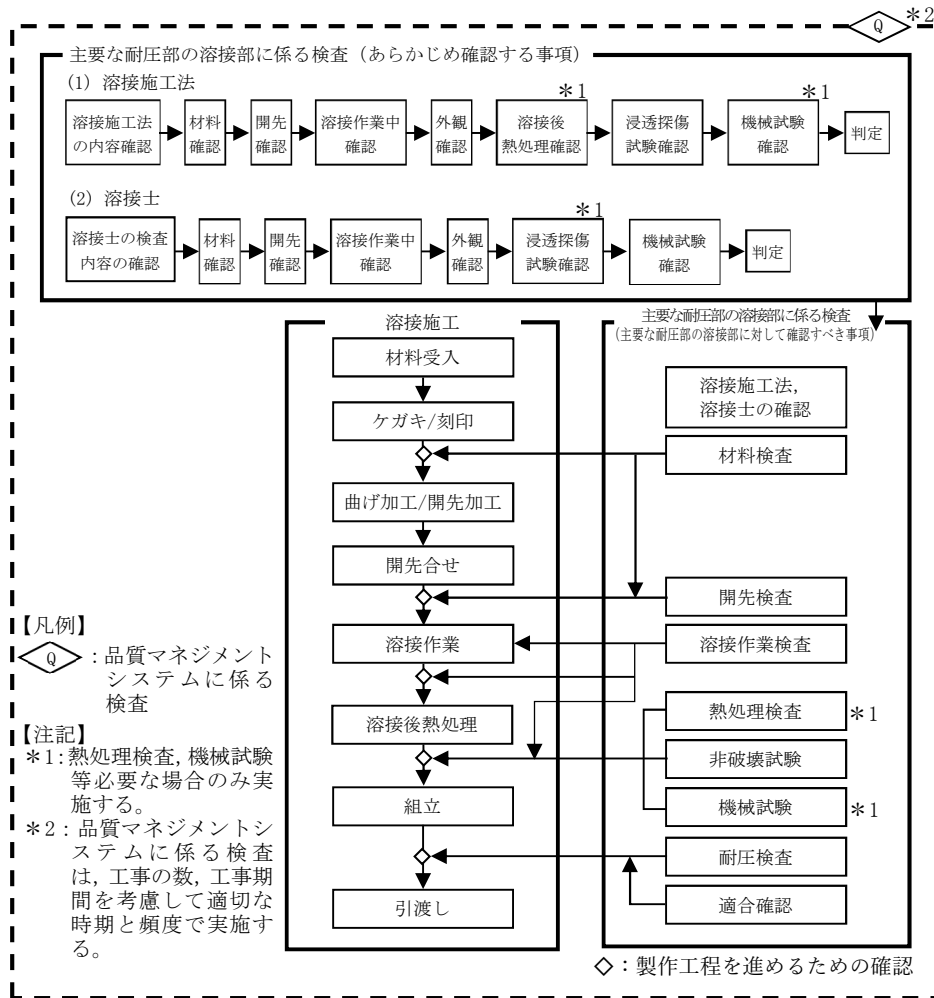 Q
*2
主要な耐圧部の溶接部に係る検査(あらかじめ確認する事項)
(1) 溶接施工法
*1
*1
溶接施工法
の内容確認
材料
確認
開先
確認
溶接作業中
確認
外観
確認
溶接後
熱処理確認
浸透探傷
試験確認
機械試験
確認
判定
(2) 溶接士
*1
溶接士の検査
内容の確認
材料
確認
開先
確認
溶接作業中
確認
外観
確認
浸透探傷
試験確認
機械試験
確認
判定
溶接施工
材料受入
ケガキ/刻印
曲げ加工/開先加工
開先合せ
溶接作業
溶接後熱処理
組立
引渡し
主要な耐圧部の溶接部に係る検査
(主要な耐圧部の溶接部に対して確認すべき事項)
溶接施工法,
溶接士の確認
材料検査
開先検査
溶接作業検査
熱処理検査 *1
非破壊試験
機械試験 *1
耐圧検査
適合確認
【凡例】
Q :品質マネジメント
システムに係る
検査
【注記】
*1:熱処理検査,機械試験
等必要な場合のみ実
施する。
*2:品質マネジメントシ
ステムに係る検査
は,工事の数,工事期
間を考慮して適切な
時期と頻度で実施す
る。
◇:製作工程を進めるための確認